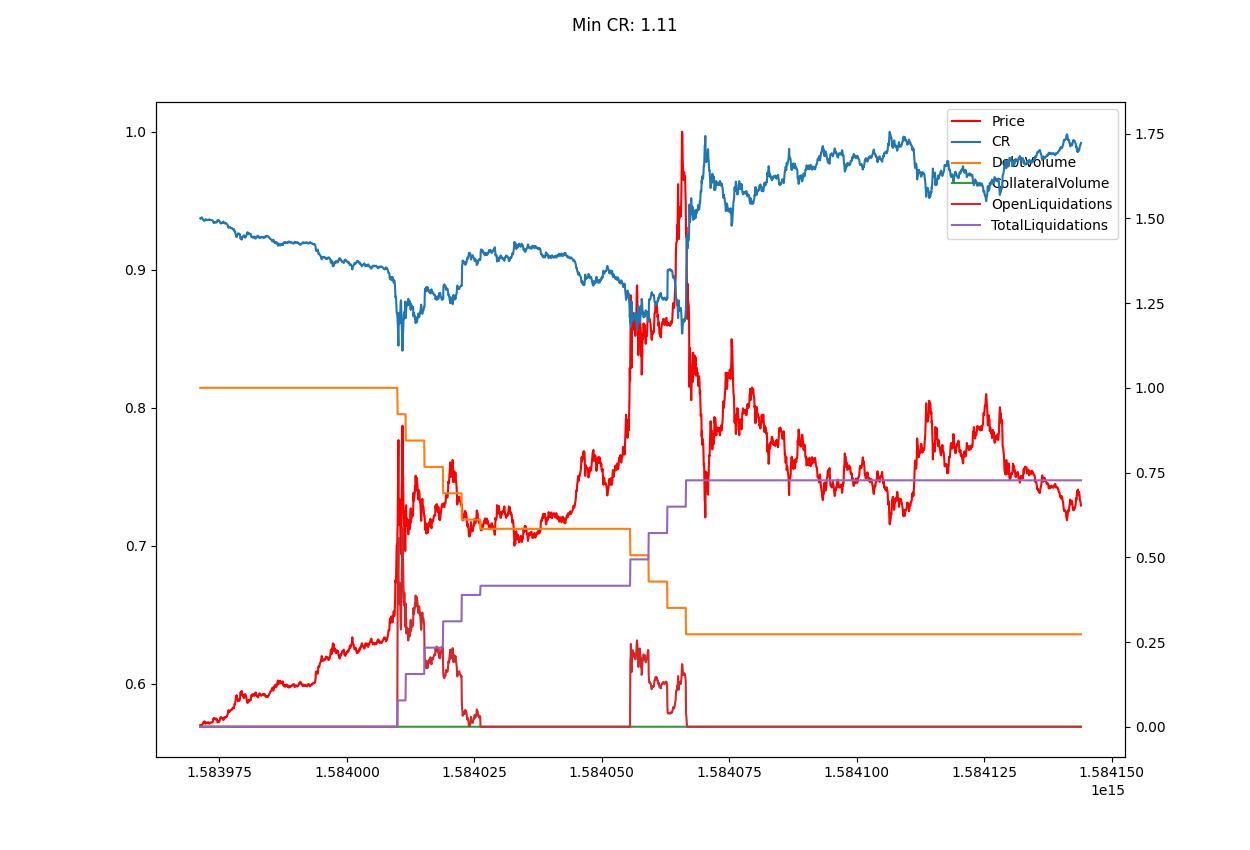 Min CR: 1.11
1.0
0.9
0.8
0.7
0.6
1.75
1.50
1.25
1.00
0.75
0.50
0.25
0.00
Price
CR
DebtVolume
CollateralVolume
OpenLiquidations
TotalLiquidations
1.583975 1.584000 1.584025 1.584050 1.584075 1.584100 1.584125 1.584150
1e15